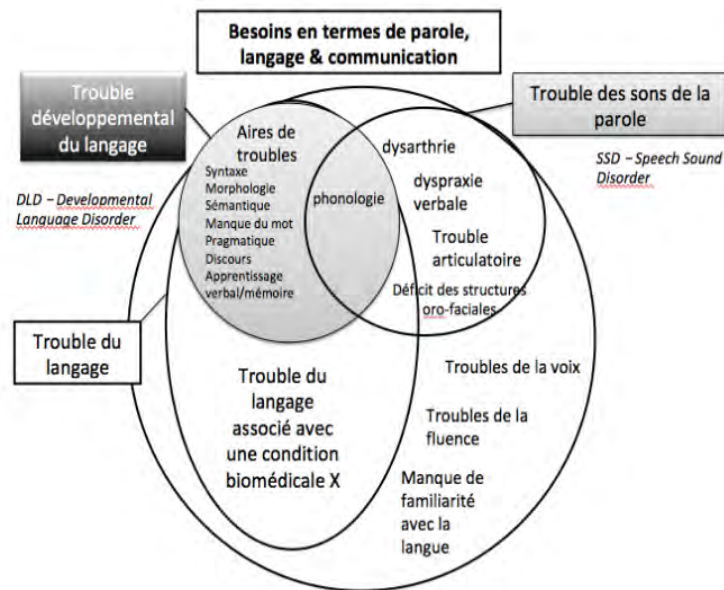 Besoins en termes de parole,
langage & communication
Trouble
développemental
du langage
DLD – Developmental
Language Disorder
Trouble des sons de la
parole
SSD – Speech Sound
Disorder
Aires de
troubles
Syntaxe
Morphologie
Sémantique
Manque du mot
Pragmatique
Discours
Apprentissage
verbal/mémoire
phonologie
dysarthrie
dyspraxie
verbale
Trouble
articulatoire
Déficit des structures
oro-faciales
Trouble du
langage
Trouble du
langage
associé avec
une condition
biomédicale X
Troubles de la voix
Troubles de la
fluence
Manque de
familiarité
avec la
langue